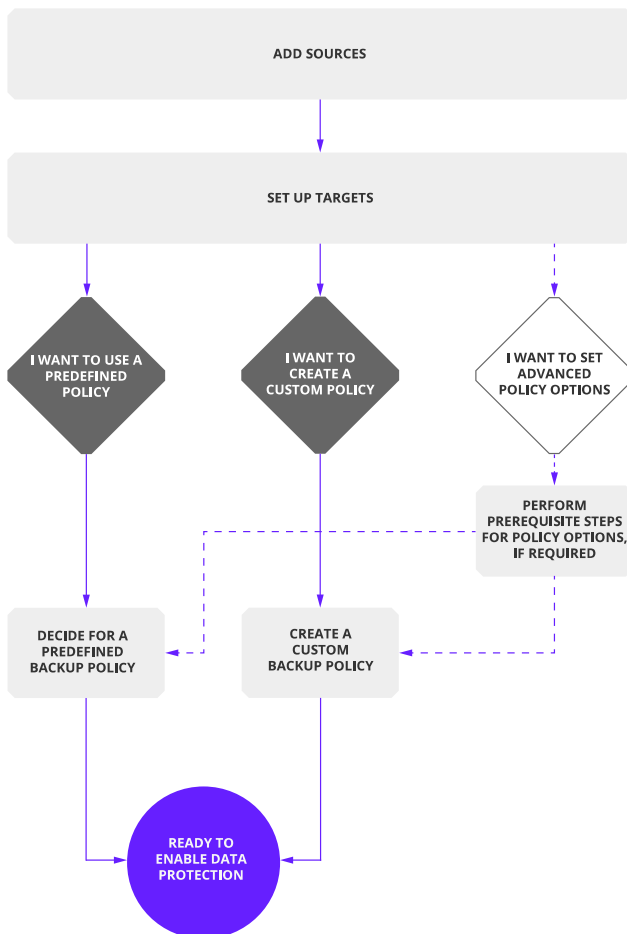 ADD SOURCES
SET UP TARGETS
I WANT TO USE A
PREDEFINED
POLICY
I WANT TO
CREATE A
CUSTOM POLICY
I WANT TO SET
ADVANCED
POLICY OPTIONS
PERFORM
PREREQUISITE STEPS
FOR POLICY OPTIONS,
IF REQUIRED
DECIDE FOR A
PREDEFINED
BACKUP POLICY
CREATE A
CUSTOM
BACKUP POLICY
READY TO
ENABLE DATA
PROTECTION